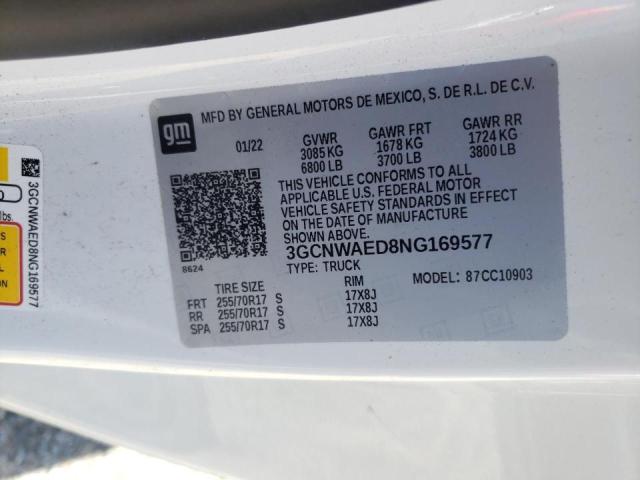 gm
MFD BY GENERAL MOTORS DE MEXICO, S. DE R.L. DE C.V.
01/22 GVWR GAWR FRT GAWR RR
3085 KG 1678 KG 1724 KG
6800 LB 3700 LB 3800 LB
THIS VEHICLE CONFORMS TO ALL
APPLICABLE U.S. FEDERAL MOTOR
VEHICLE SAFETY STANDARDS IN EFFECT
ON THE DATE OF MANUFACTURE
SHOWN ABOVE.
8624
3GCNWAED8NG169577
TYPE: TRUCK MODEL: 87CC10903
TIRE SIZE RIM
FRT 255/70R17 S 17X8J
RR 255/70R17 S 17X8J
SPA 255/70R17 S 17X8J
3GCNWAED8NG169577
lbs.